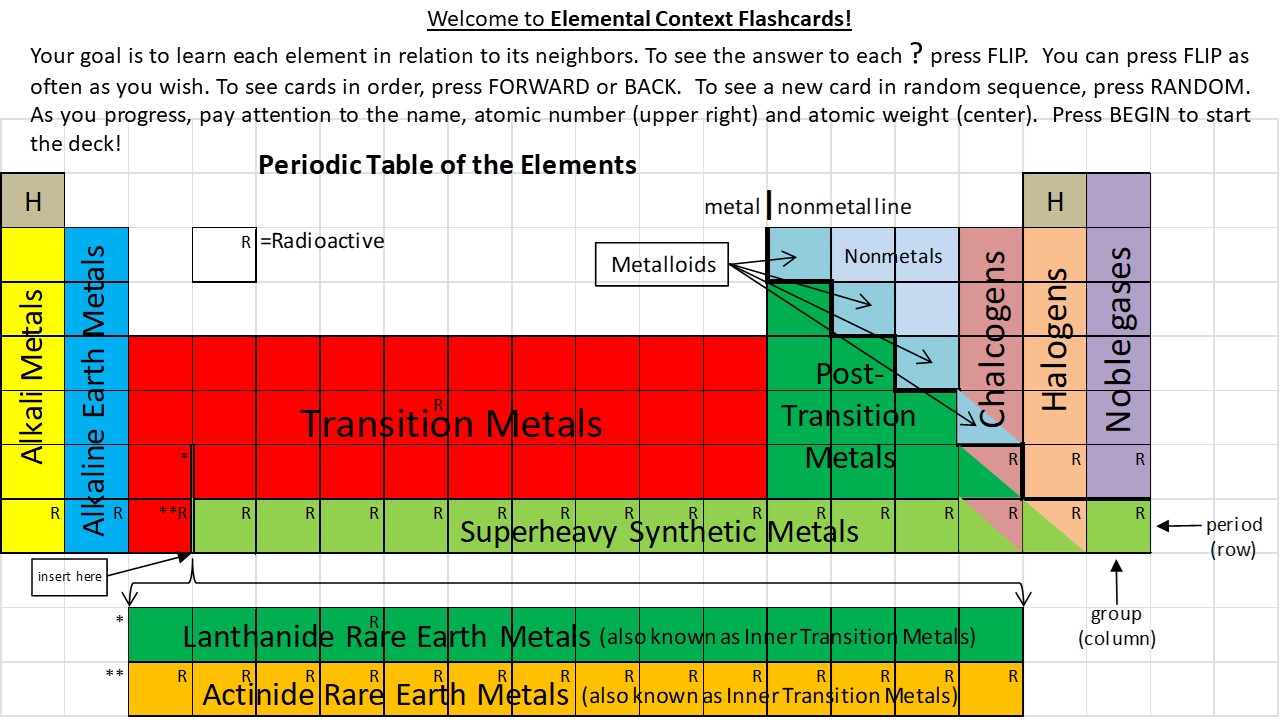 Welcome to Elemental Context Flashcards!
Your goal is to learn each element in relation to its neighbors. To see the answer to each ? press FLIP. You can press FLIP as
often as you wish. To see cards in order, press FORWARD or BACK. To see a new card in random sequence, press RANDOM.
As you progress, pay attention to the name, atomic number (upper right) and atomic weight (center). Press BEGIN to start
the deck!
Periodic Table of the Elements
H
H
metal | nonmetal line
R =Radioactive
Metalloids
Nonmetals
Alkali Metals
Alkaline Earth Metals
Chalcogens
Halogens
Noble gases
R
Transition Metals
Post-
Transition
Metals
* R R R
R R **R R R R R R R R R R R R R R R R
Superheavy Synthetic Metals
period
(row)
insert here
group
(column)
* R
Lanthanide Rare Earth Metals (also known as Inner Transition Metals)
** R R R R R R R R R R R R R R
Actinide Rare Earth Metals (also known as Inner Transition Metals)